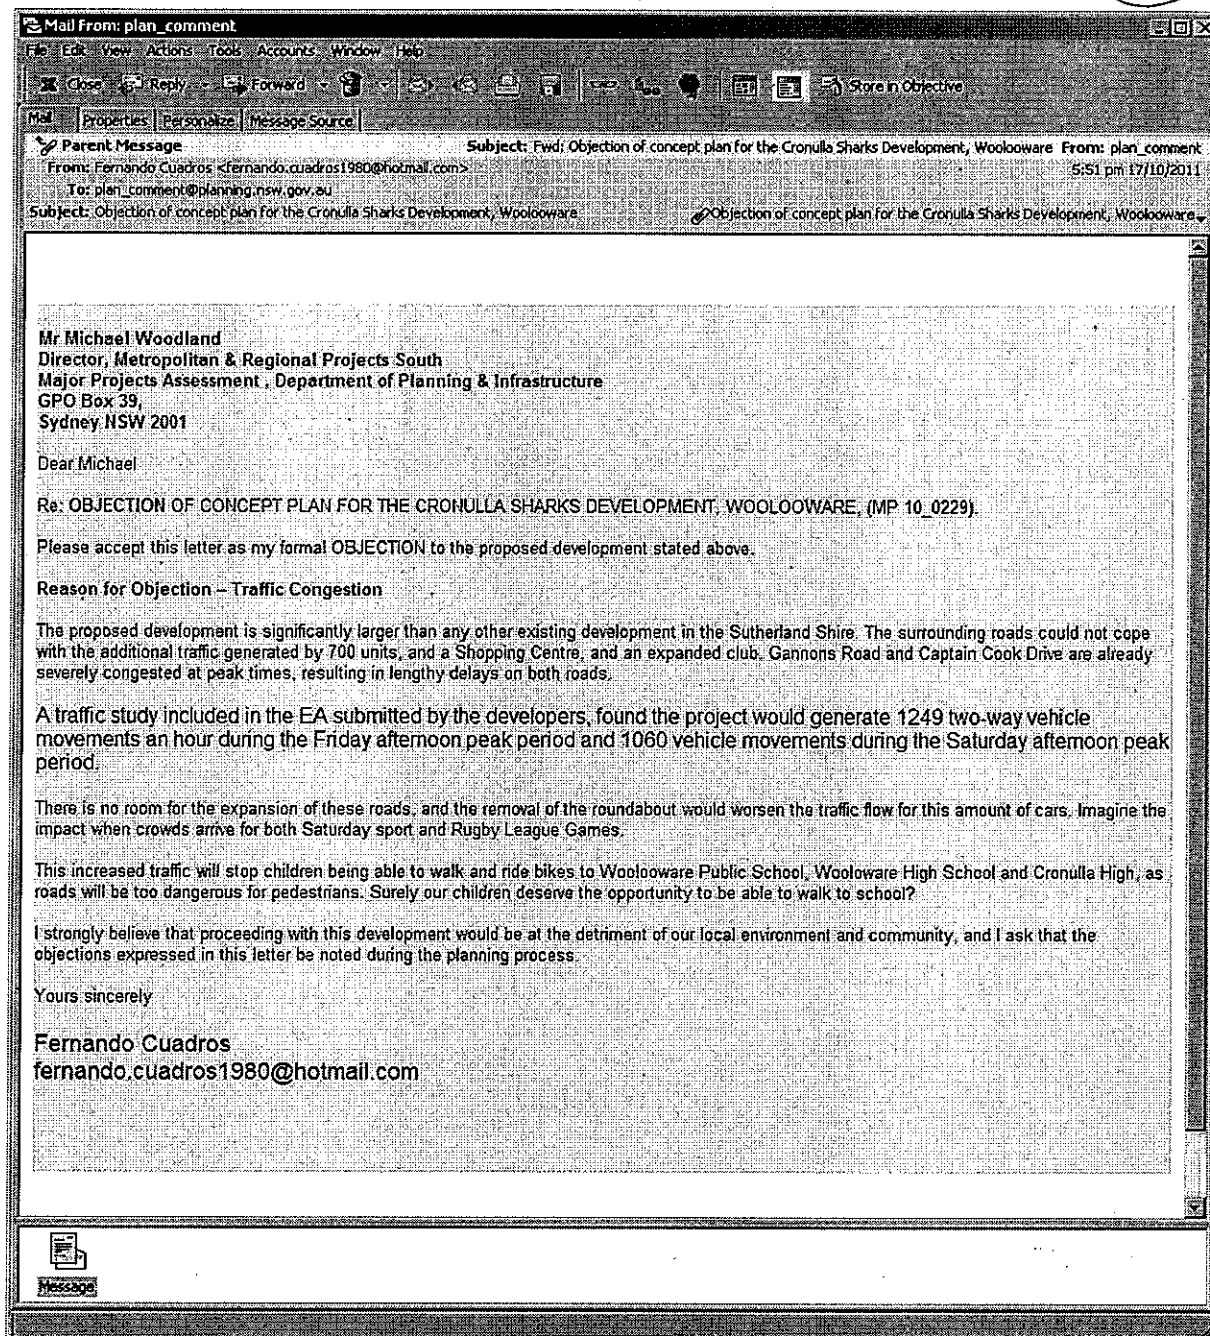 Mail From: plan_comment
File Edit View Actions Tools Accounts Window Help
Close Reply Forward Store in Objective
Mail Properties Personalize Message Source
Parent Message Subject: Fwd: Objection of concept plan for the Cronulla Sharks Development, Woolooware From: plan_comment
From: Fernando Cuadros <fernando.cuadros1980@hotmail.com> 5:51 pm 17/10/2011
To: plan_comment@planning.nsw.gov.au
Subject: Objection of concept plan for the Cronulla Sharks Development, Woolooware Objection of concept plan for the Cronulla Sharks Development, Woolooware
Mr Michael Woodland
Director, Metropolitan & Regional Projects South
Major Projects Assessment , Department of Planning & Infrastructure
GPO Box 39,
Sydney NSW 2001
Dear Michael
Re: OBJECTION OF CONCEPT PLAN FOR THE CRONULLA SHARKS DEVELOPMENT, WOOLOOWARE, (MP 10_0229).
Please accept this letter as my formal OBJECTION to the proposed development stated above.
Reason for Objection – Traffic Congestion
The proposed development is significantly larger than any other existing development in the Sutherland Shire. The surrounding roads could not cope
with the additional traffic generated by 700 units, and a Shopping Centre, and an expanded club. Gannons Road and Captain Cook Drive are already
severely congested at peak times, resulting in lengthy delays on both roads.
A traffic study included in the EA submitted by the developers, found the project would generate 1249 two-way vehicle
movements an hour during the Friday afternoon peak period and 1060 vehicle movements during the Saturday afternoon peak
period.
There is no room for the expansion of these roads, and the removal of the roundabout would worsen the traffic flow for this amount of cars. Imagine the
impact when crowds arrive for both Saturday sport and Rugby League Games.
This increased traffic will stop children being able to walk and ride bikes to Woolooware Public School, Wooloware High School and Cronulla High, as
roads will be too dangerous for pedestrians. Surely our children deserve the opportunity to be able to walk to school?
I strongly believe that proceeding with this development would be at the detriment of our local environment and community, and I ask that the
objections expressed in this letter be noted during the planning process.
Yours sincerely
Fernando Cuadros
fernando.cuadros1980@hotmail.com
Message